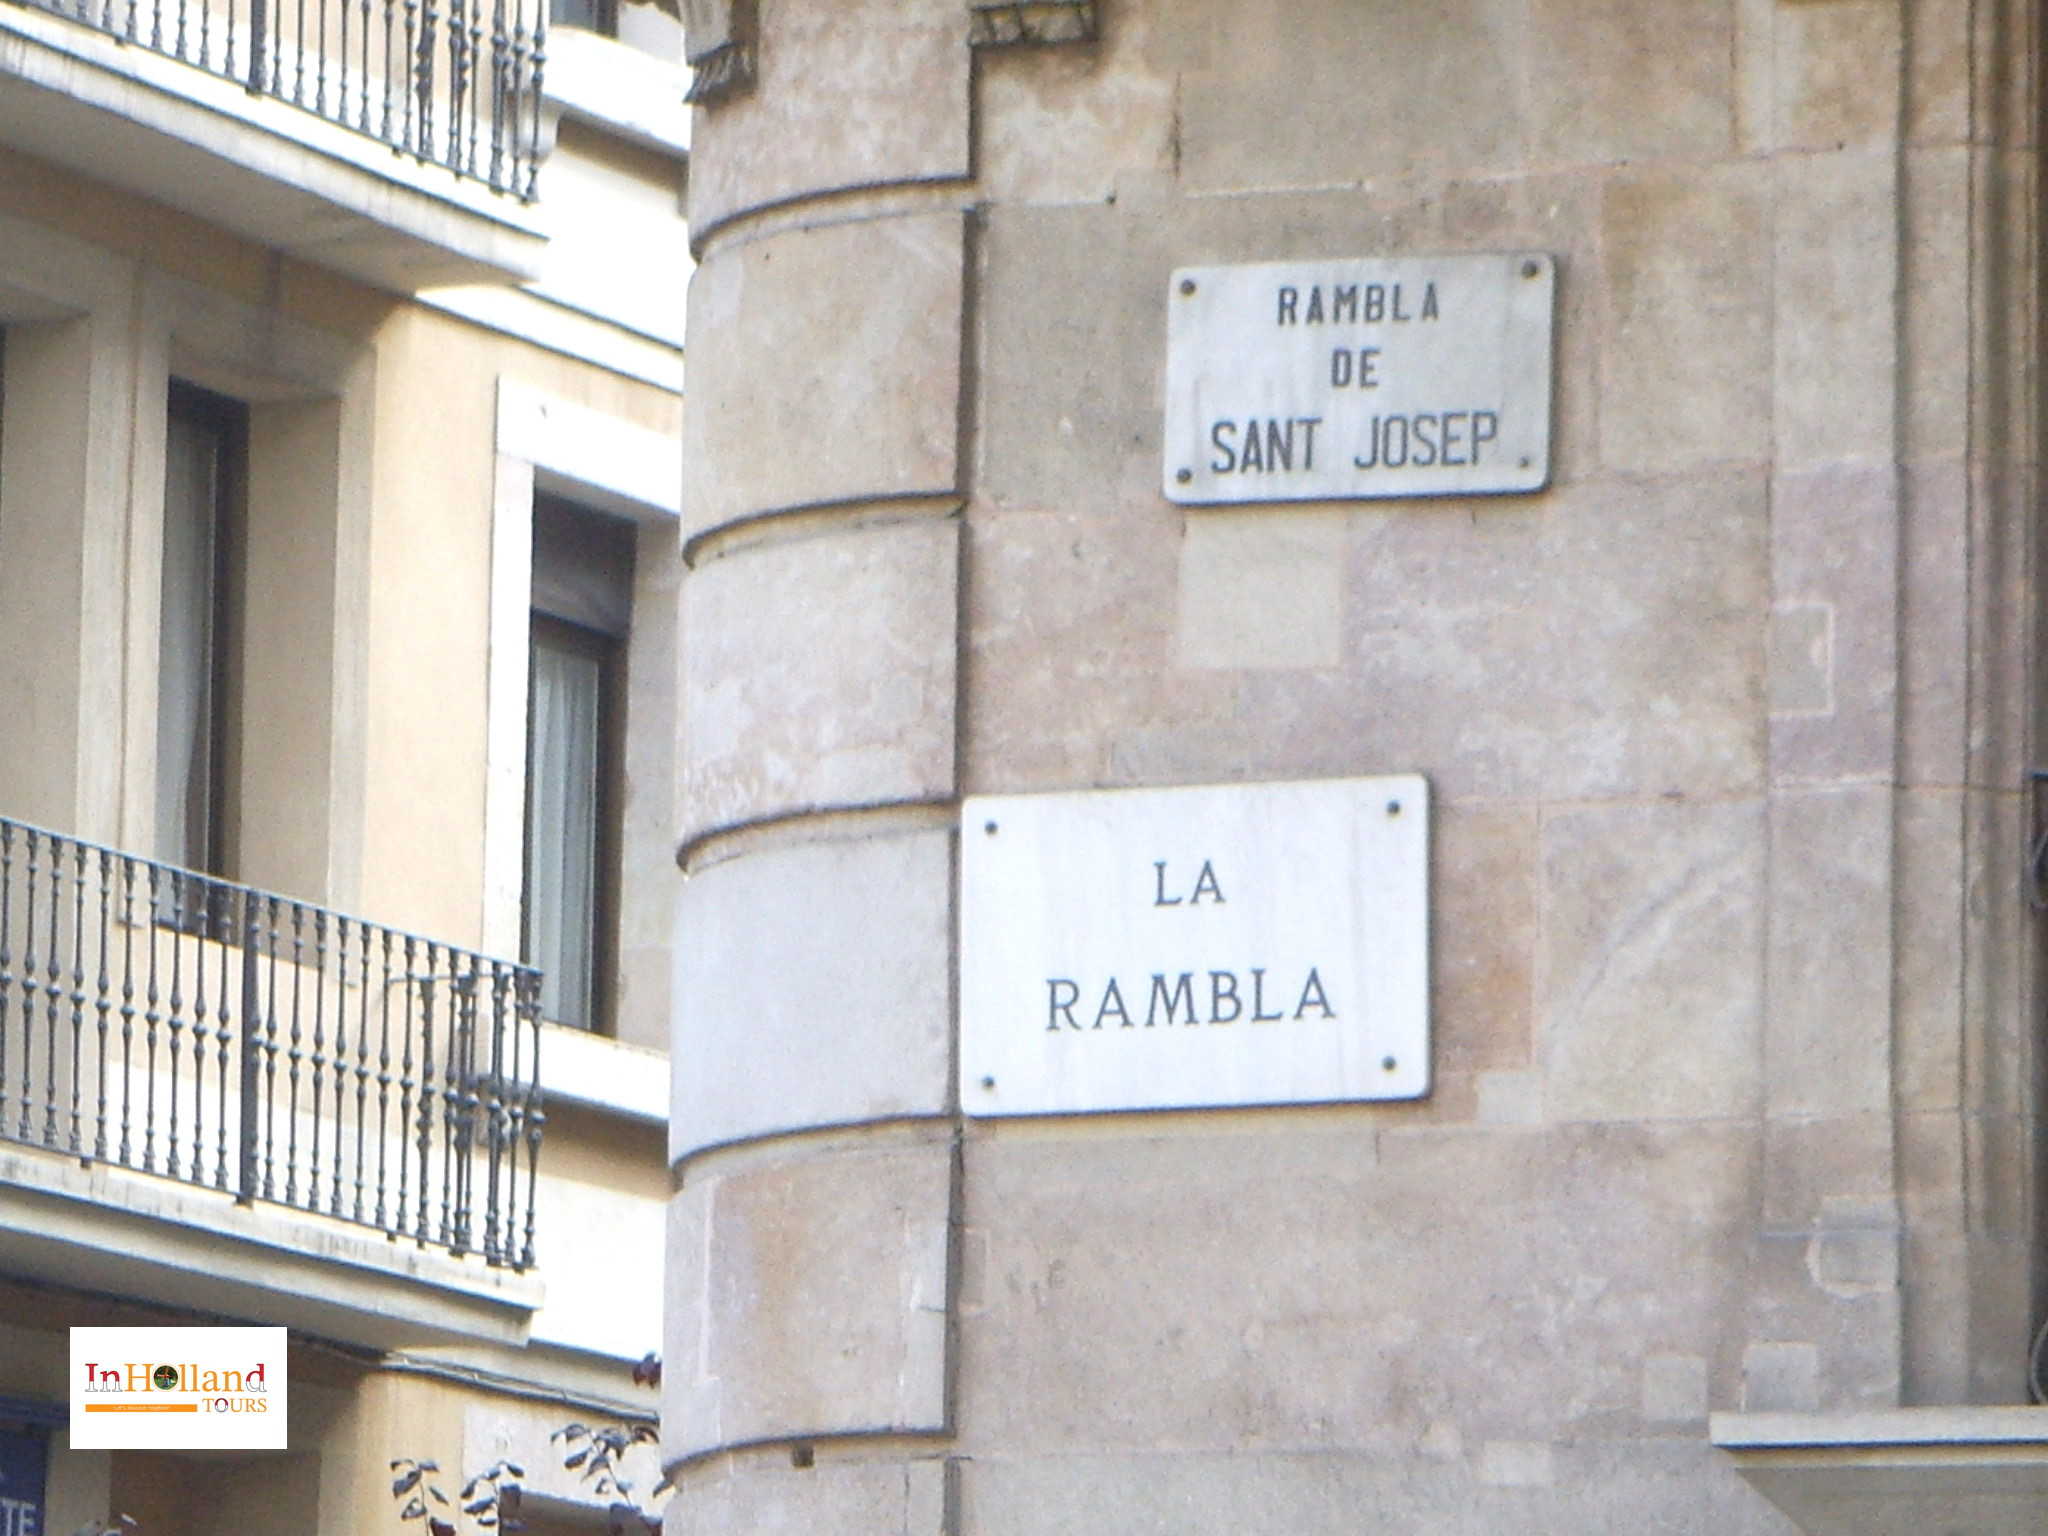 RAMBLA
DE
SANT JOSEP
LA
RAMBLA
InHolland
TOURS